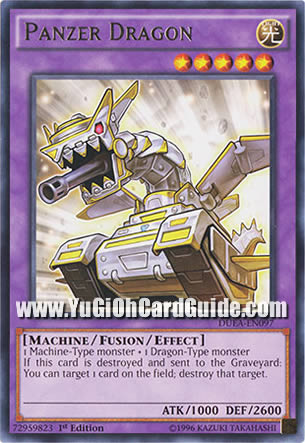 PANZER DRAGON
LIGHT
光
www.YuGiOhCardGuide.com
DUEA-EN097
[MACHINE/FUSION/EFFECT]
1 Machine-Type monster + 1 Dragon-Type monster
If this card is destroyed and sent to the Graveyard:
You can target 1 card on the field; destroy that target.
ATK/1000 DEF/2600
72959823 1st Edition ©1996 KAZUKI TAKAHASHI